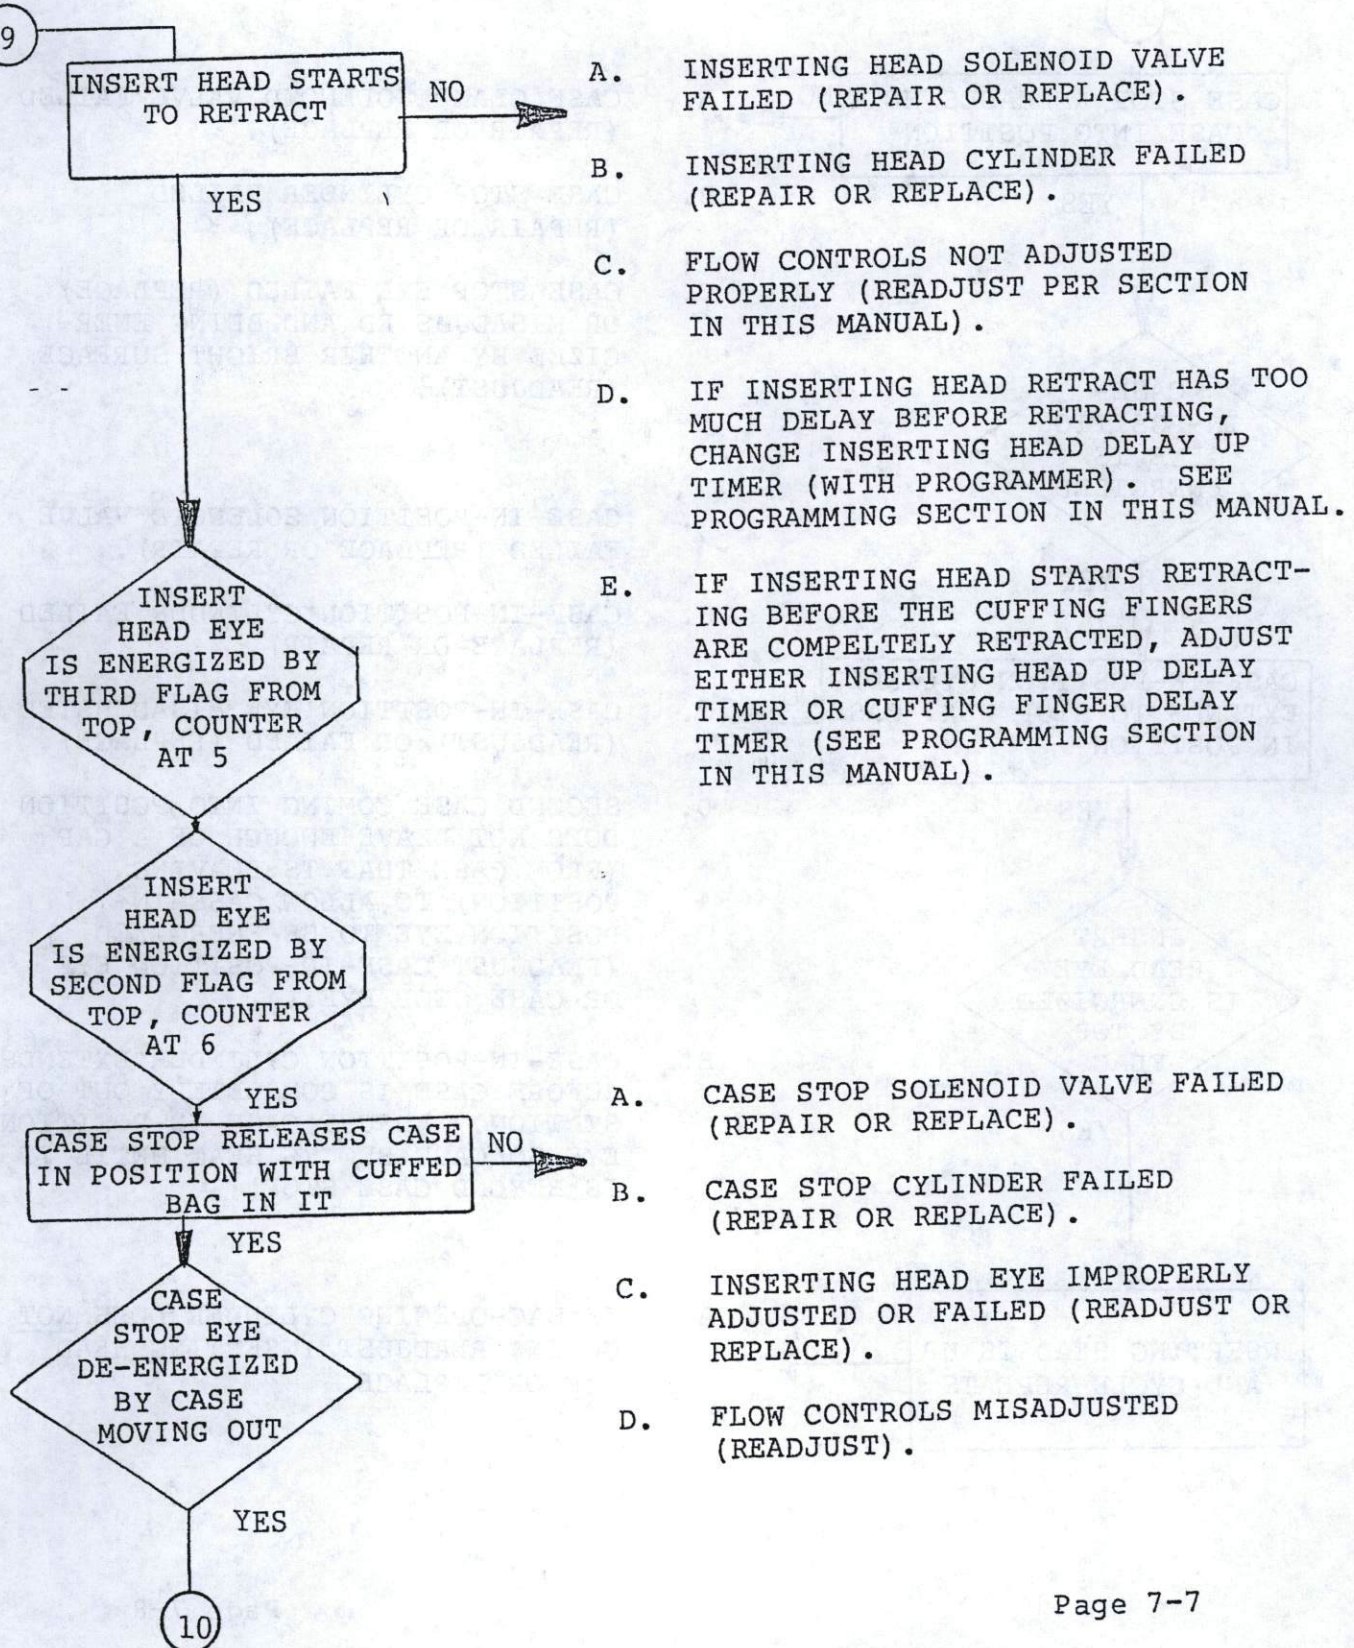 9
INSERT HEAD STARTS
TO RETRACT
NO
YES
A. INSERTING HEAD SOLENOID VALVE
FAILED (REPAIR OR REPLACE).
B. INSERTING HEAD CYLINDER FAILED
(REPAIR OR REPLACE).
C. FLOW CONTROLS NOT ADJUSTED
PROPERLY (READJUST PER SECTION
IN THIS MANUAL).
D. IF INSERTING HEAD RETRACT HAS TOO
MUCH DELAY BEFORE RETRACTING,
CHANGE INSERTING HEAD DELAY UP
TIMER (WITH PROGRAMMER). SEE
PROGRAMMING SECTION IN THIS MANUAL.
E. IF INSERTING HEAD STARTS RETRACT-
ING BEFORE THE CUFFING FINGERS
ARE COMPELTELY RETRACTED, ADJUST
EITHER INSERTING HEAD UP DELAY
TIMER OR CUFFING FINGER DELAY
TIMER (SEE PROGRAMMING SECTION
IN THIS MANUAL).
INSERT
HEAD EYE
IS ENERGIZED BY
THIRD FLAG FROM
TOP, COUNTER
AT 5
INSERT
HEAD EYE
IS ENERGIZED BY
SECOND FLAG FROM
TOP, COUNTER
AT 6
YES
CASE STOP RELEASES CASE
IN POSITION WITH CUFFED
BAG IN IT
NO
YES
A. CASE STOP SOLENOID VALVE FAILED
(REPAIR OR REPLACE).
B. CASE STOP CYLINDER FAILED
(REPAIR OR REPLACE).
C. INSERTING HEAD EYE IMPROPERLY
ADJUSTED OR FAILED (READJUST OR
REPLACE).
D. FLOW CONTROLS MISADJUSTED
(READJUST).
CASE
STOP EYE
DE-ENERGIZED
BY CASE
MOVING OUT
YES
10
Page 7-7